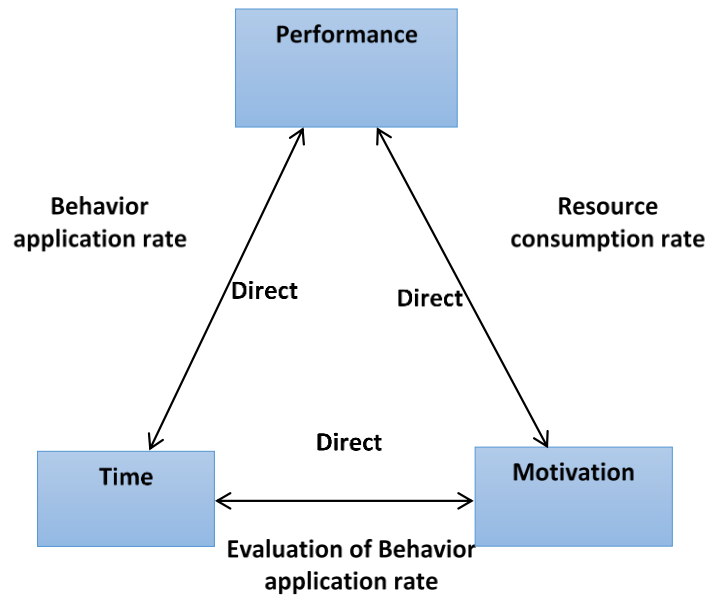 Performance
Behavior
application rate
Resource
consumption rate
Direct
Direct
Direct
Time
Motivation
Evaluation of Behavior
application rate